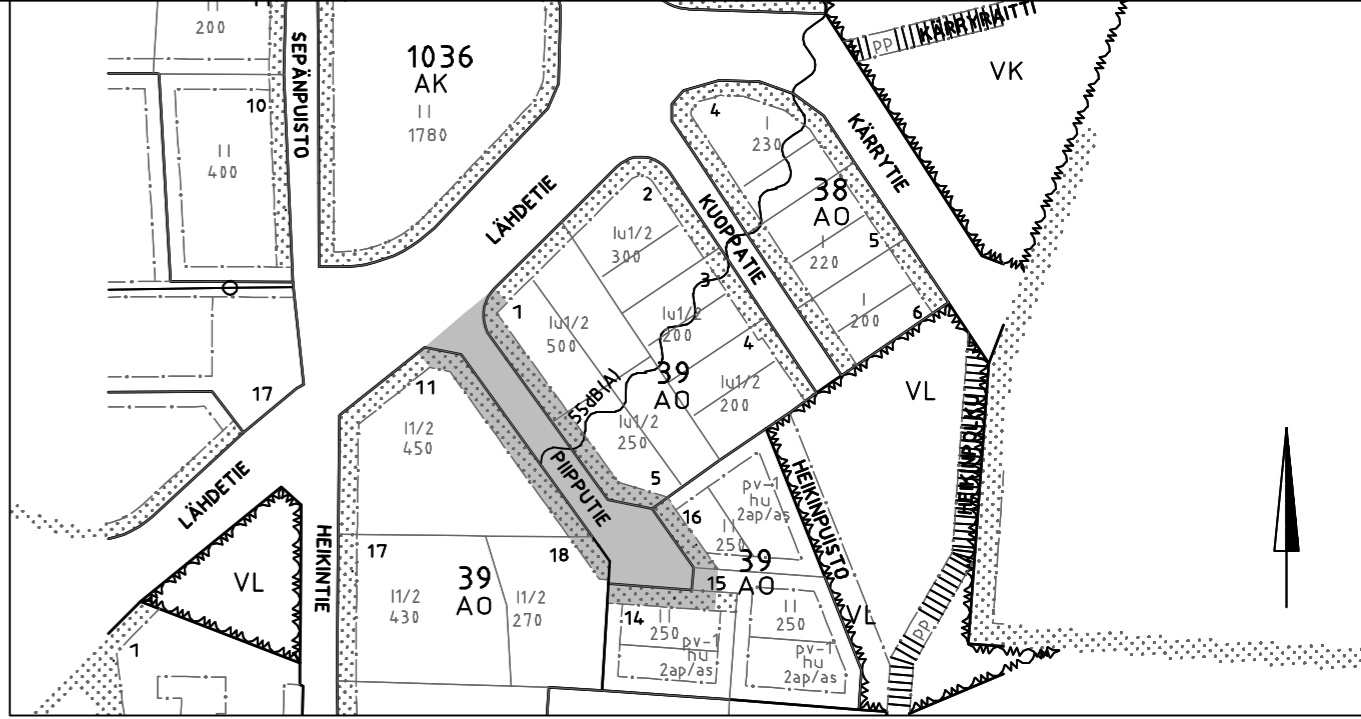 200
SEPÄNPUISTO
1036
AK
II
1780
10
II
400
PP
KÄRRYRAITTI
VK
4
I
230
KÄRRYTIE
38
AO
5
I
220
I
200
6
KUOPPATIE
LÄHDETIE
2
Iu1/2
300
3
Iu1/2
200
4
1
Iu1/2
500
39
AO
Iu1/2
200
55dB(A)
Iu1/2
250
5
VL
HEIKINPOLKU
HEIKINPUISTO
17
11
I1/2
450
PIIPPUTIE
16
pv-1
hu
2ap/as
II
250
39
AO
15
LÄHDETIE
HEIKINTIE
VL
17
18
I1/2
430
39
AO
I1/2
270
14
II
250
pv-1
hu
2ap/as
II
250
pv-1
hu
2ap/as
VL
PP
1